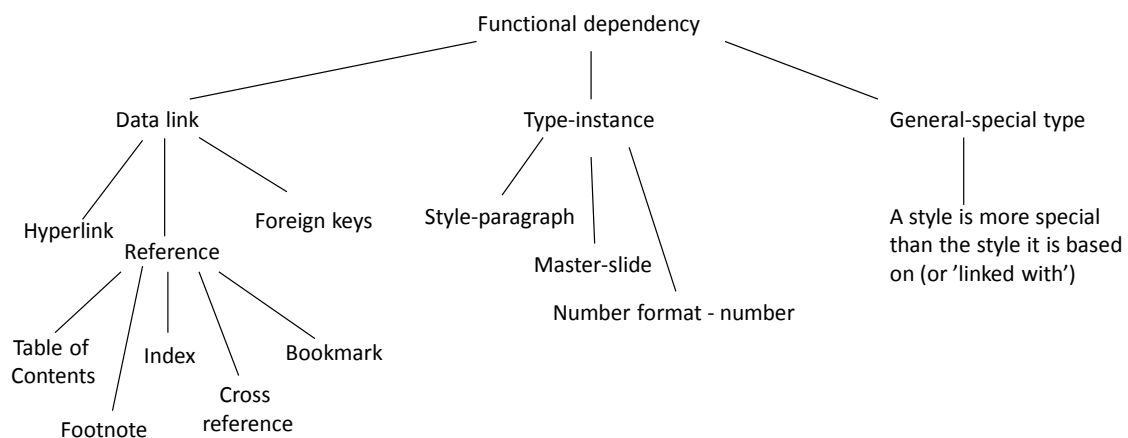 Functional dependency
Data link
Type-instance
General-special type
Hyperlink
Reference
Foreign keys
Style-paragraph
Master-slide
Number format - number
A style is more special
than the style it is based
on (or ’linked with’)
Table of
Contents
Footnote
Index
Cross
reference
Bookmark